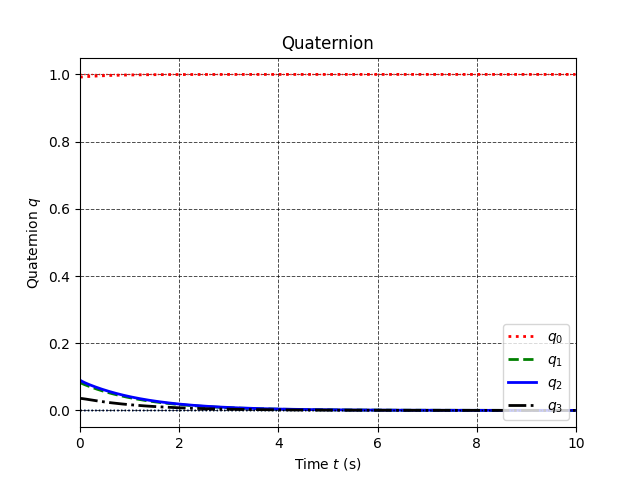 Quaternion
1.0
0.8
0.6
0.4
0.2
0.0
Quaternion q
q₀
q₁
q₂
q₃
0 2 4 6 8 10
Time t (s)